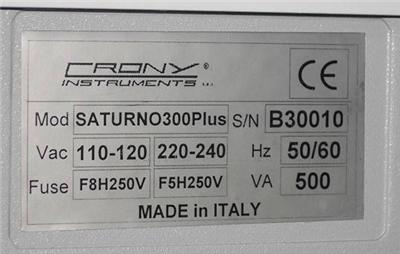 CRONY®
INSTRUMENTS s.r.l.
CE
Mod SATURNO300Plus S/N B30010
Vac 110-120 220-240 Hz 50/60
Fuse F8H250V F5H250V VA 500
MADE in ITALY